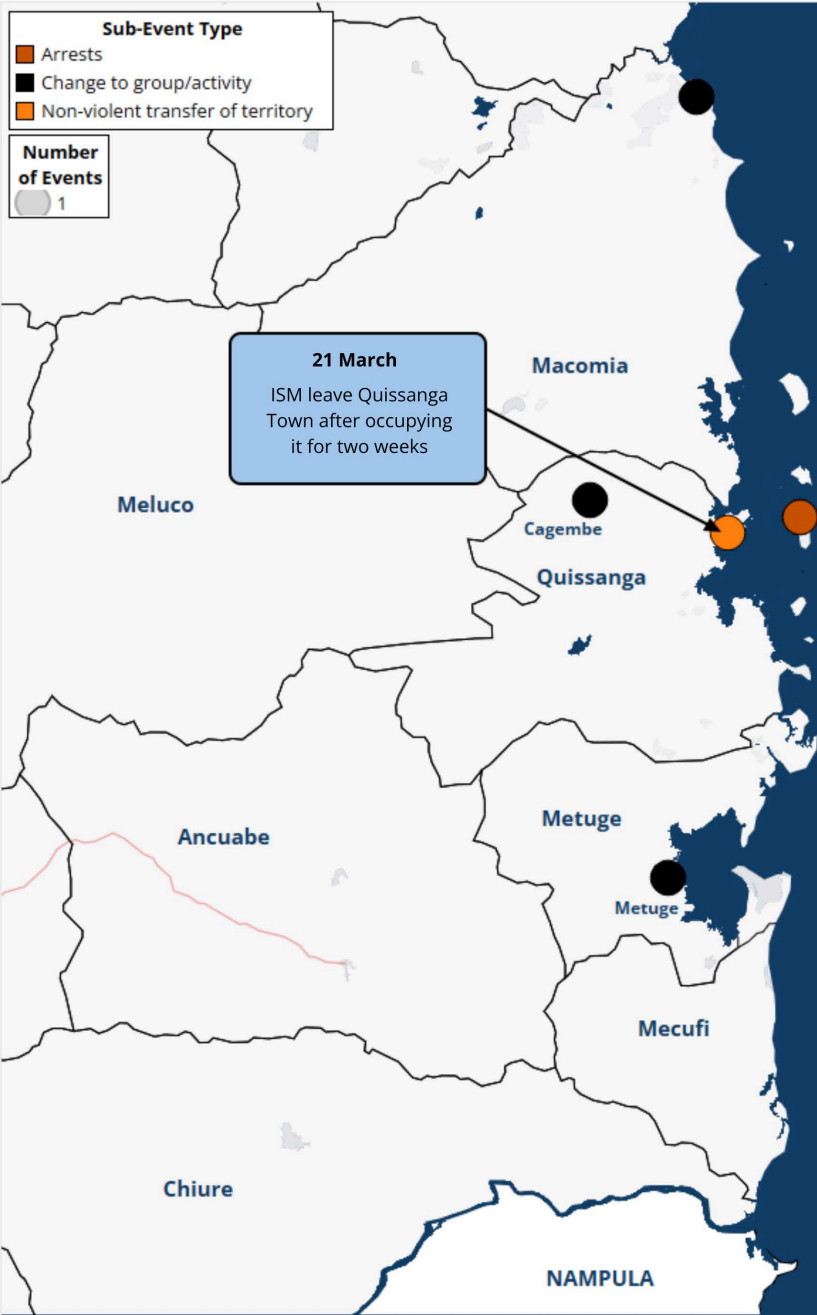 Sub-Event Type
Arrests
Change to group/activity
Non-violent transfer of territory
Number
of Events
1
21 March
ISM leave Quissanga
Town after occupying
it for two weeks
Macomia
Meluco
Cagembe
Quissanga
Metuge
Ancuabe
Metuge
Mecufi
Chiure
NAMPULA